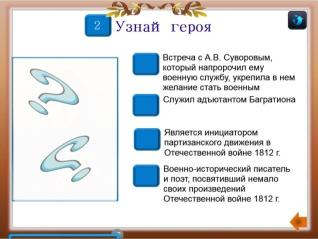 2
Узнай героя
Встреча с А.В. Суворовым,
который напророчил ему
военную службу, укрепила в нем
желание стать военным
Служил адъютантом Багратиона
Является инициатором
партизанского движения в
Отечественной войне 1812 г.
Военно-исторический писатель
и поэт, посвятивший немало
своих произведений
Отечественной войне 1812 г.